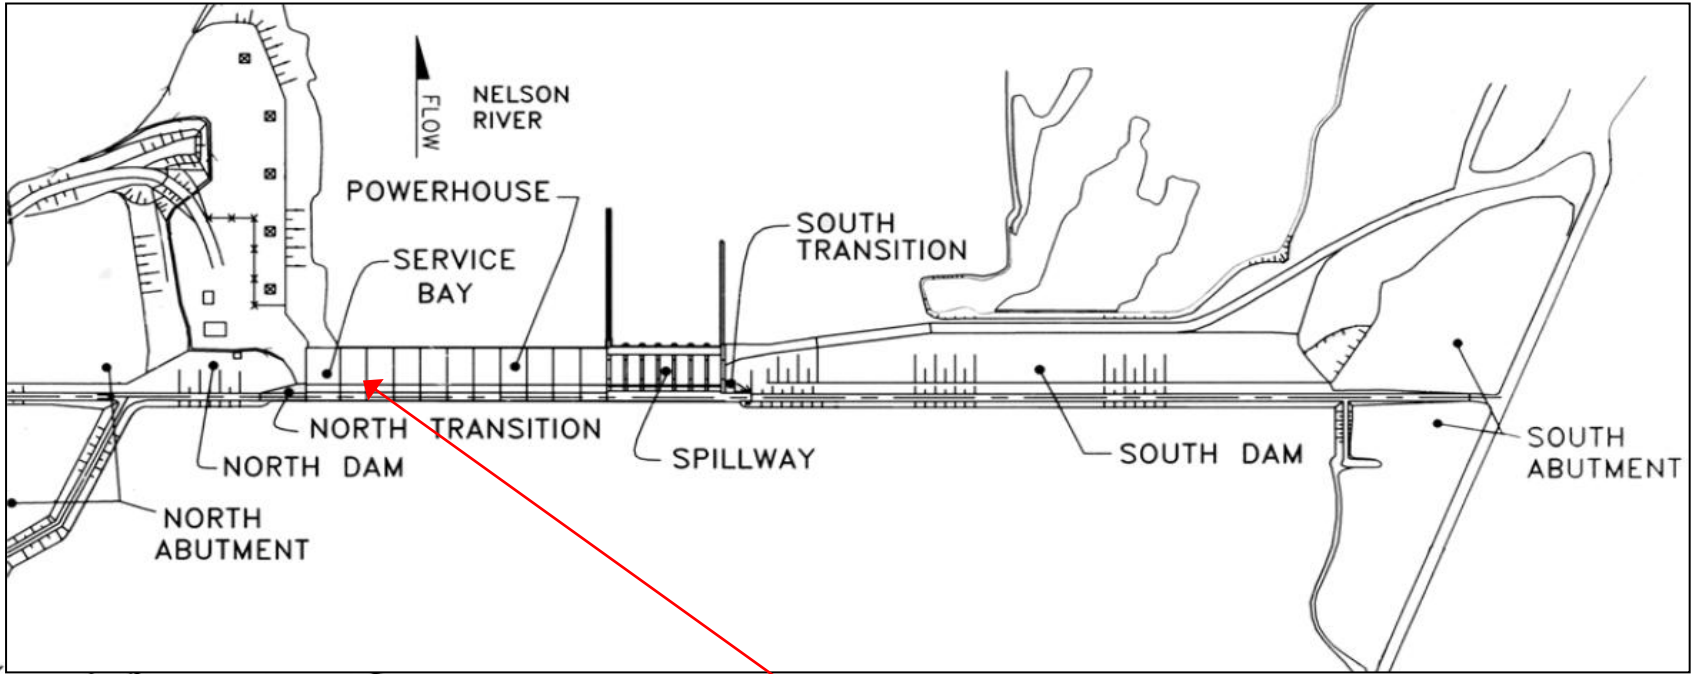 NELSON
RIVER
FLOW
POWERHOUSE
SOUTH
TRANSITION
SERVICE
BAY
NORTH TRANSITION
NORTH DAM
SPILLWAY
SOUTH DAM
SOUTH
ABUTMENT
NORTH
ABUTMENT